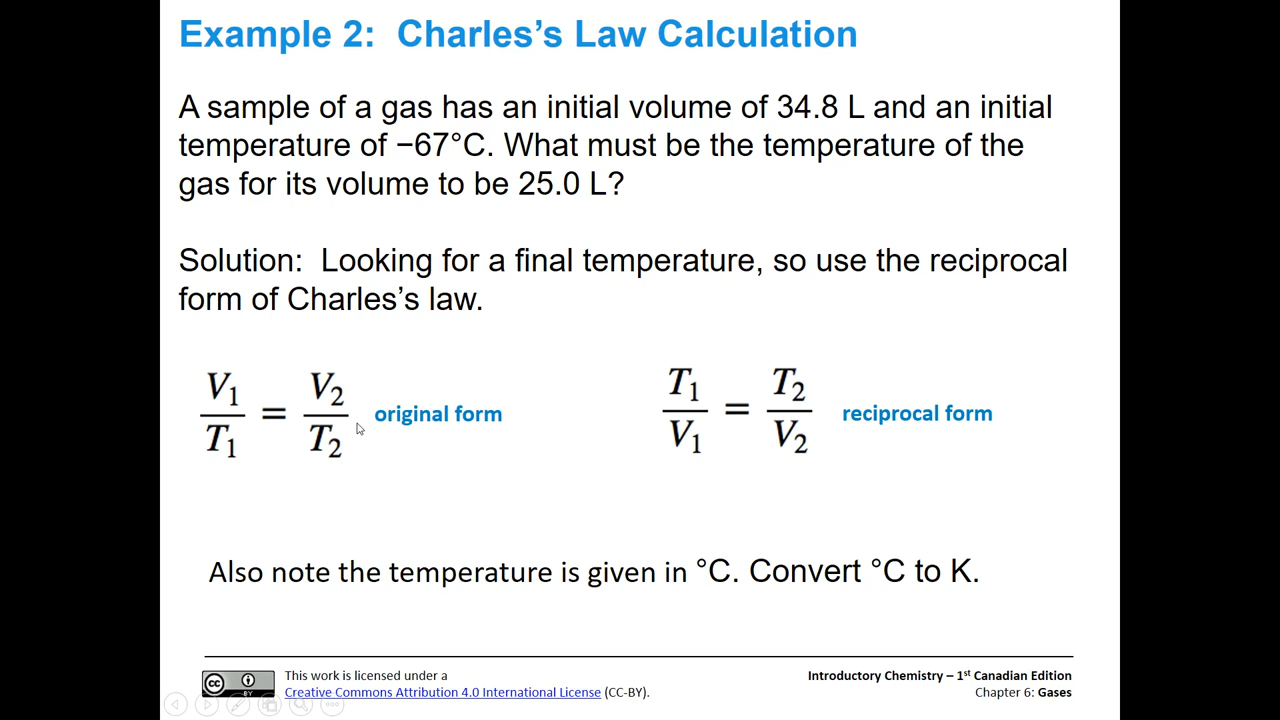 Example 2:  Charles’s Law Calculation
A sample of a gas has an initial volume of 34.8 L and an initial
temperature of −67°C. What must be the temperature of the
gas for its volume to be 25.0 L?
Solution:  Looking for a final temperature, so use the reciprocal
form of Charles’s law.
V₁/T₁ = V₂/T₂ original form
T₁/V₁ = T₂/V₂ reciprocal form
Also note the temperature is given in °C. Convert °C to K.
cc BY
This work is licensed under a
Creative Commons Attribution 4.0 International License (CC-BY).
Introductory Chemistry – 1st Canadian Edition
Chapter 6: Gases